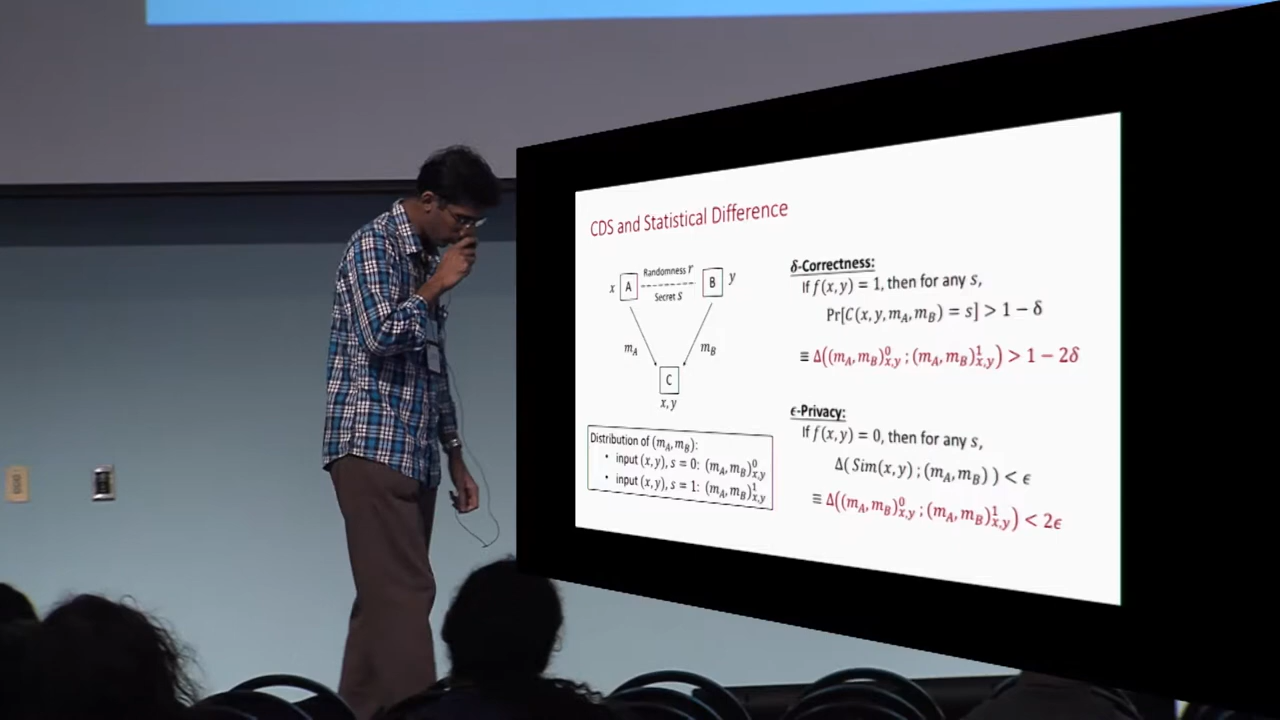 CDS and Statistical Difference
Randomness r
x A B y
Secret S
m_A m_B
C
x, y
Distribution of (m_A, m_B):
• input (x, y), s = 0: (m_A, m_B)^0_{x,y}
• input (x, y), s = 1: (m_A, m_B)^1_{x,y}
δ-Correctness:
If f(x, y) = 1, then for any s,
Pr[C(x, y, m_A, m_B) = s] > 1 − δ
≡ Δ((m_A, m_B)^0_{x,y} ; (m_A, m_B)^1_{x,y}) > 1 − 2δ
ϵ-Privacy:
If f(x, y) = 0, then for any s,
Δ( Sim(x, y) ; (m_A, m_B) ) < ϵ
≡ Δ((m_A, m_B)^0_{x,y} ; (m_A, m_B)^1_{x,y}) < 2ϵ